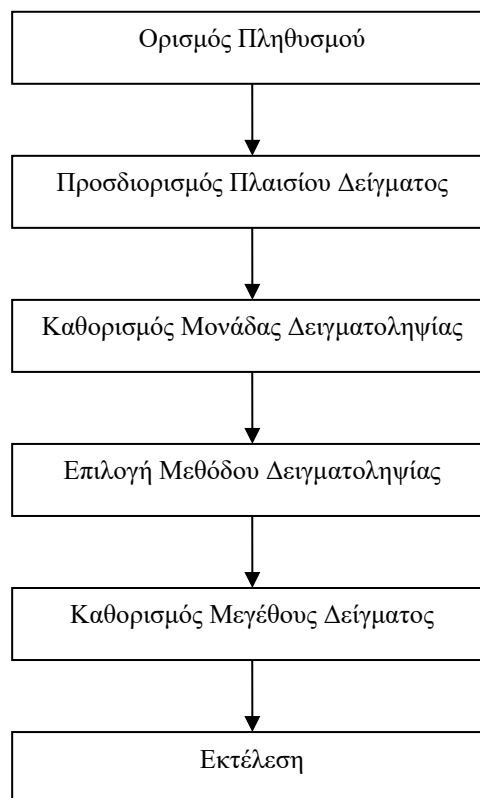 Ορισμός Πληθυσμού
Προσδιορισμός Πλαισίου Δείγματος
Καθορισμός Μονάδας Δειγματοληψίας
Επιλογή Μεθόδου Δειγματοληψίας
Καθορισμός Μεγέθους Δείγματος
Εκτέλεση